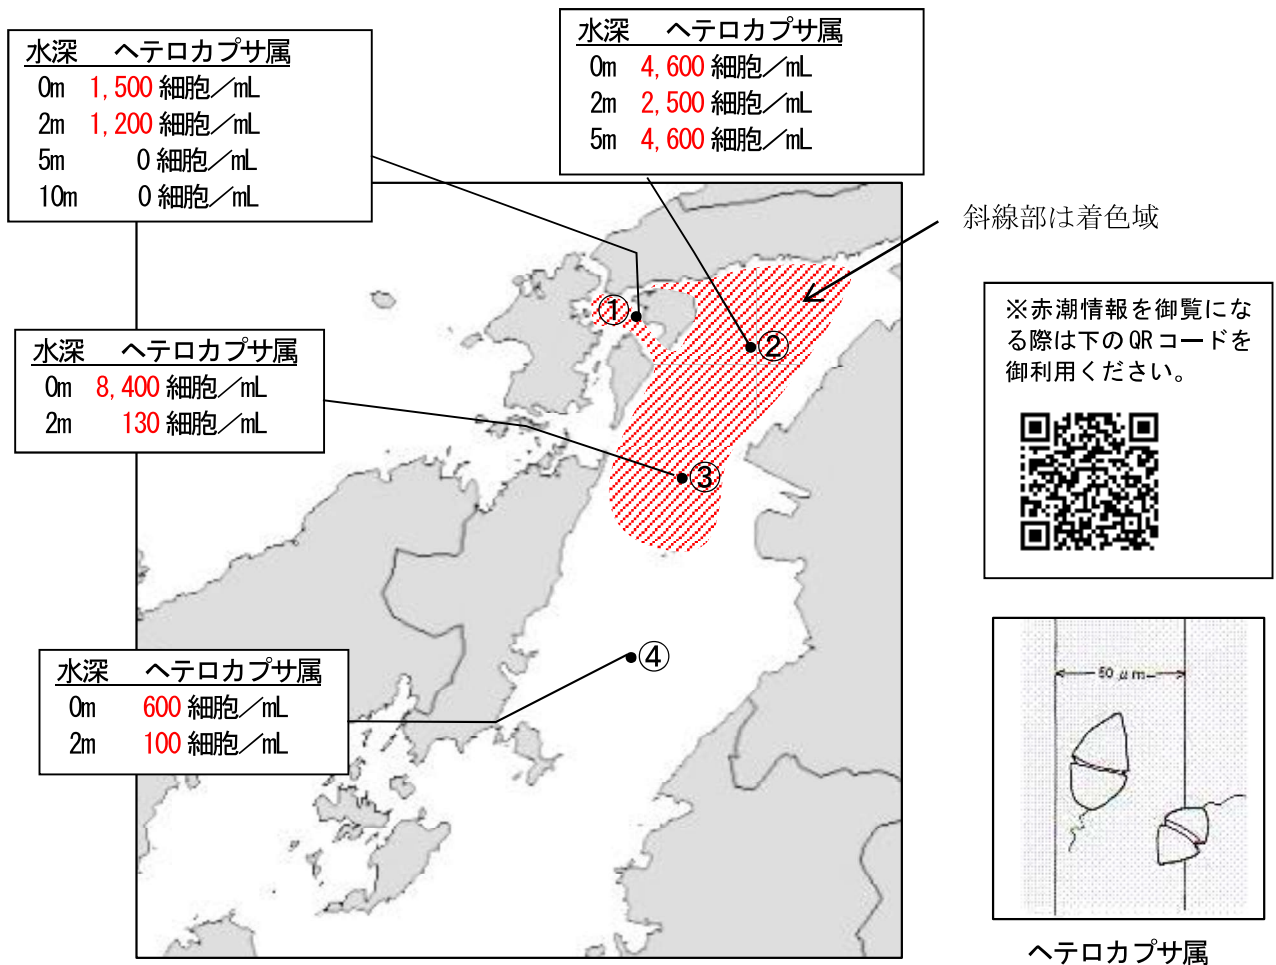 水深 ヘテロカプサ属
0m 1,500 細胞／mL
2m 1,200 細胞／mL
5m 0 細胞／mL
10m 0 細胞／mL
水深 ヘテロカプサ属
0m 4,600 細胞／mL
2m 2,500 細胞／mL
5m 4,600 細胞／mL
斜線部は着色域
①
②
※赤潮情報を御覧にな
る際は下のQRコードを
御利用ください。
水深 ヘテロカプサ属
0m 8,400 細胞／mL
2m 130 細胞／mL
③
水深 ヘテロカプサ属
0m 600 細胞／mL
2m 100 細胞／mL
④
50 μm
ヘテロカプサ属